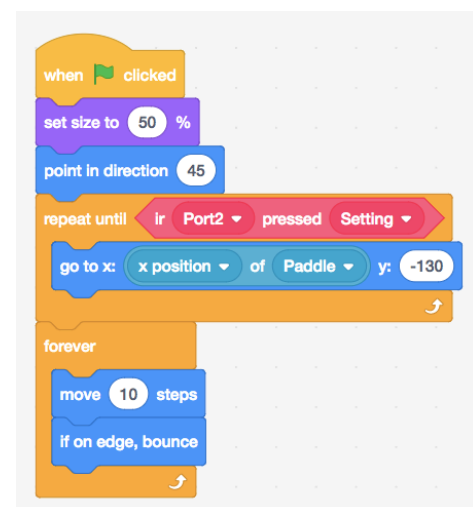 when clicked
set size to 50 %
point in direction 45
repeat until ir Port2 pressed Setting
go to x: x position of Paddle y: -130
forever
move 10 steps
if on edge, bounce